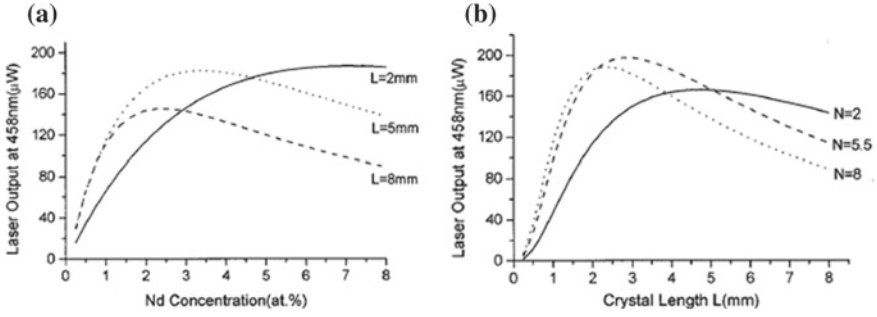 (a)
Laser Output at 458nm(μW)
200
160
120
80
40
0
L=2mm
L=5mm
L=8mm
0 1 2 3 4 5 6 7 8
Nd Concentration(at.%)
(b)
Laser Output at 458nm(μW)
200
160
120
80
40
0
N=2
N=5.5
N=8
0 1 2 3 4 5 6 7 8
Crystal Length L(mm)